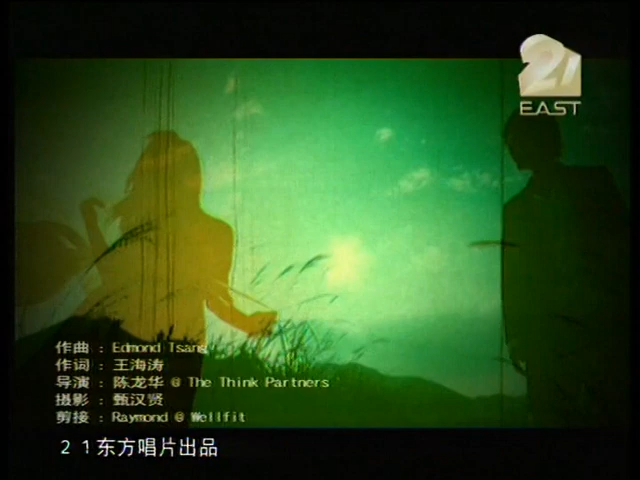 21
EAST
作曲 : Edmond Tsang
作词 : 王海涛
导演 : 陈龙华 @ The Think Partners
摄影 : 甄汉贤
剪接 : Raymond @ Wellfit
21东方唱片出品